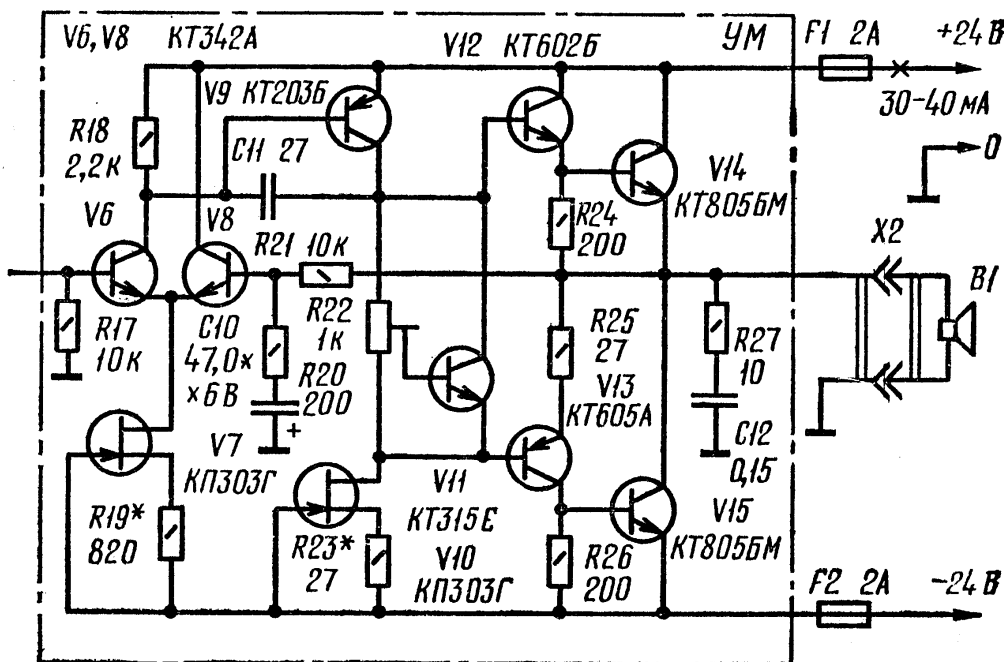 V6, V8 КТ342А
V12 КТ602Б
УМ
F1 2А
+24 В
30-40 мА
0
V9 КТ203Б
R18
2,2к
C11 27
V14
КТ805БМ
V6
V8
R21 10к
R24
200
X2
B1
R17
10к
C10
47,0×
×6 В
R20
200
R22
1к
R25
27
V13
КТ605А
R27
10
C12
0,15
+
V7
КП303Г
V11
КТ315Е
V15
КТ805БМ
R19*
820
R23*
27
V10
КП303Г
R26
200
F2 2А
-24 В